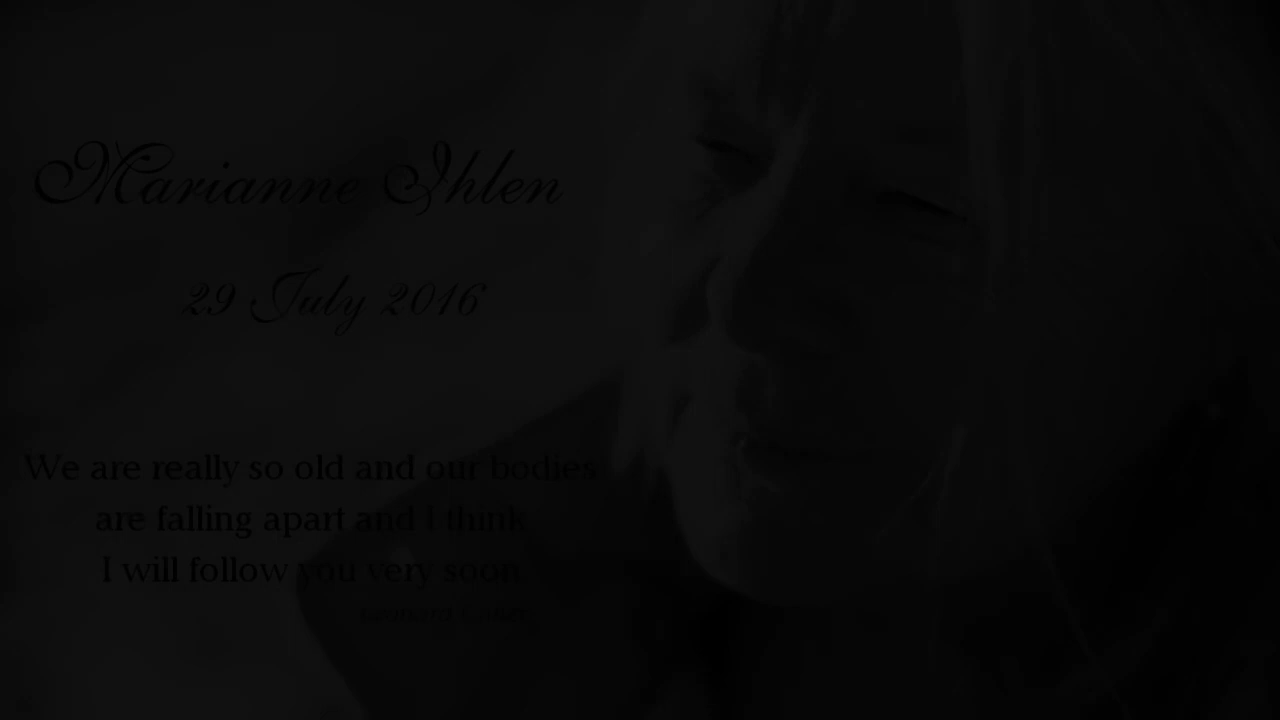 Marianne Ihlen
29 July 2016
We are really so old and our bodies
are falling apart and I think
I will follow you very soon
Cohen